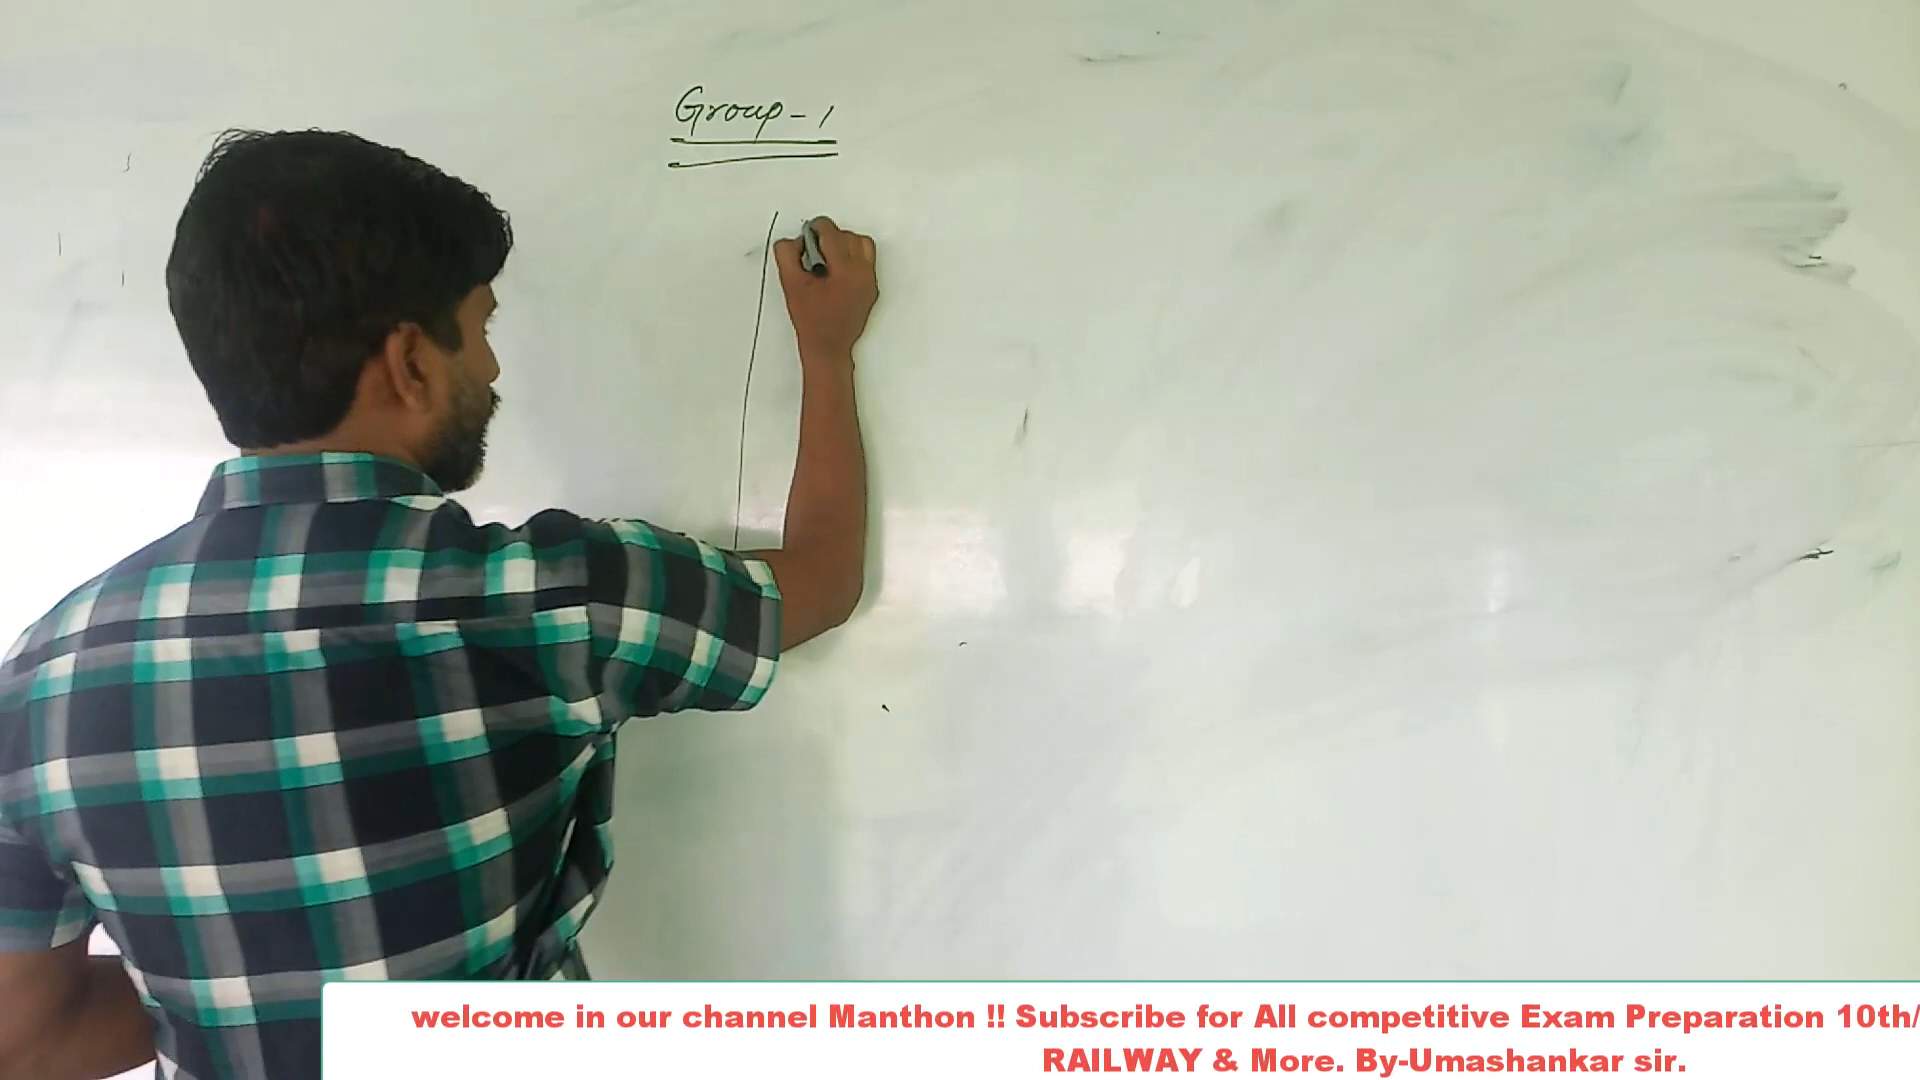 Group - 1
welcome in our channel Manthon !! Subscribe for All competitive Exam Preparation 10th/
RAILWAY & More. By-Umashankar sir.